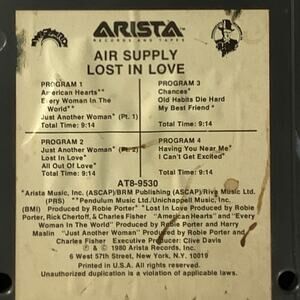 ARISTA
RECORDS AND TAPES
AIR SUPPLY
LOST IN LOVE
PROGRAM 1
American Hearts**
Every Woman In The
World**
Just Another Woman* (Pt. 1)
Total Time: 9:14
PROGRAM 3
Chances*
Old Habits Die Hard
My Best Friend*
Total Time: 9:14
PROGRAM 2
Just Another Woman* (Pt. 2)
Lost In Love*
All Out Of Love*
Total Time: 9:14
PROGRAM 4
Having You Near Me*
I Can't Get Excited*
Total Time: 9:14
AT8-9530
*Arista Music, Inc. (ASCAP)/BRM Publishing (ASCAP)/Riva Music Ltd.
(PRS) **Pendulum Music Ltd/Unichappell Music, Inc.
(BMI) Produced by Robie Porter/ "Lost In Love Produced by Robie
Porter, Rick Chertoff, & Charles Fisher "American Hearts" and "Every
Woman In The World" Produced by Robie Porter and Harry
Maslin "Just Another Woman" Produced by Robie Porter and
Charles Fisher Executive Producer: Clive Davis
Ⓟ & © 1980 Arista Records, Inc.
6 West 57th Street, New York, N.Y. 10019
Printed in U.S.A. All rights reserved.
Unauthorized duplication is a violation of applicable laws.